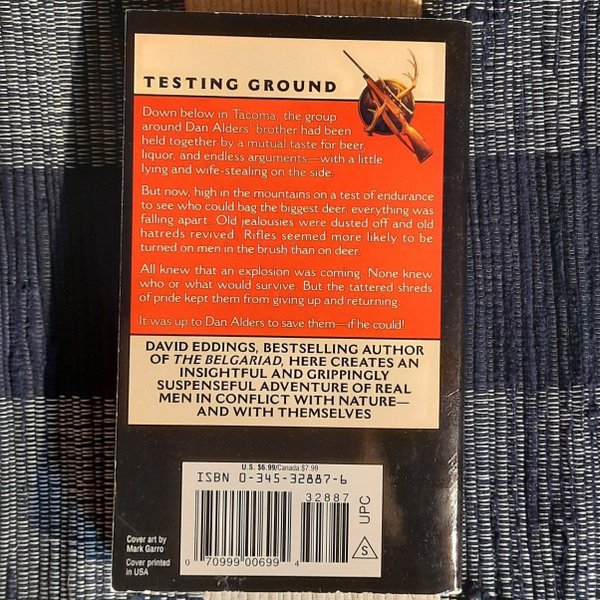 TESTING GROUND
Down below in Tacoma, the group
around Dan Alders' brother had been
held together by a mutual taste for beer,
liquor, and endless arguments—with a little
lying and wife-stealing on the side.
But now, high in the mountains on a test of endurance
to see who could bag the biggest deer, everything was
falling apart. Old jealousies were dusted off and old
hatreds revived. Rifles seemed more likely to be
turned on men in the brush than on deer.
All knew that an explosion was coming. None knew
who or what would survive. But the tattered shreds
of pride kept them from giving up and returning.
It was up to Dan Alders to save them—if he could!
DAVID EDDINGS, BESTSELLING AUTHOR
OF THE BELGARIAD, HERE CREATES AN
INSIGHTFUL AND GRIPPINGLY
SUSPENSEFUL ADVENTURE OF REAL
MEN IN CONFLICT WITH NATURE—
AND WITH THEMSELVES
U.S. $6.99/Canada $7.99
ISBN 0-345-32887-6
32887
0 70999 00699 4
S UPC
Cover art by
Mark Garro
Cover printed
in USA